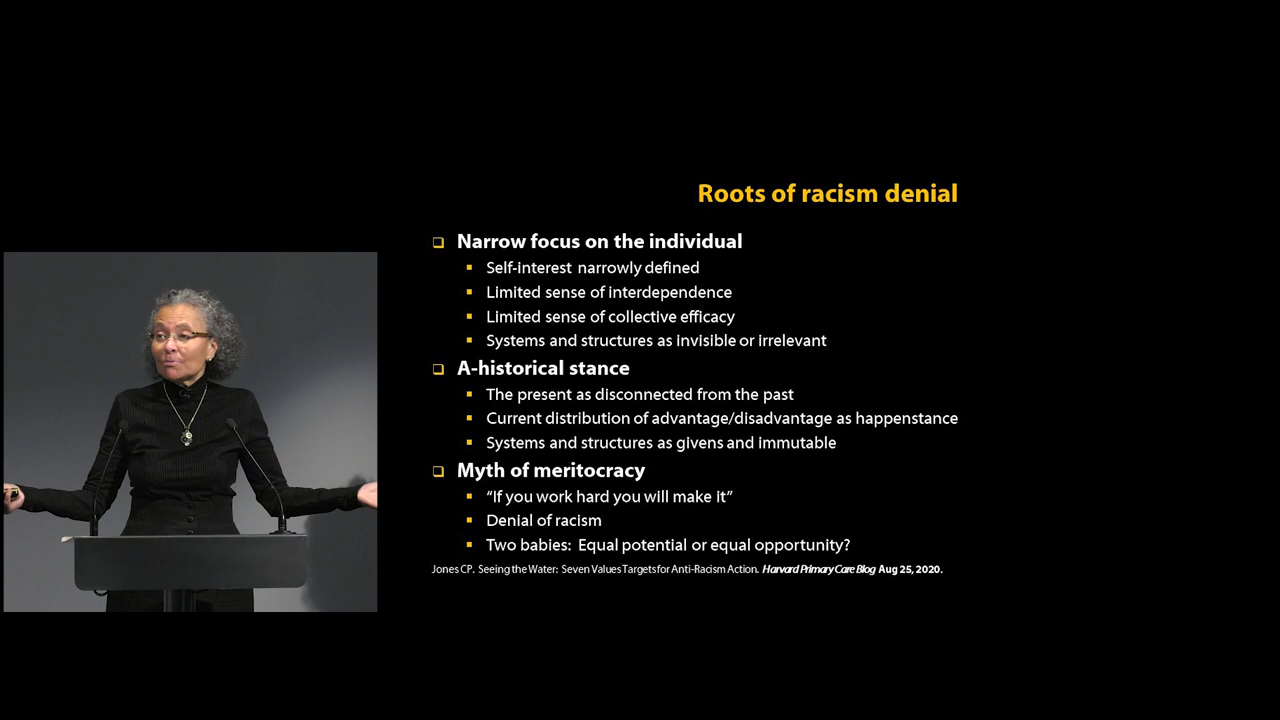 Roots of racism denial
Narrow focus on the individual
Self-interest narrowly defined
Limited sense of interdependence
Limited sense of collective efficacy
Systems and structures as invisible or irrelevant
A-historical stance
The present as disconnected from the past
Current distribution of advantage/disadvantage as happenstance
Systems and structures as givens and immutable
Myth of meritocracy
“If you work hard you will make it”
Denial of racism
Two babies: Equal potential or equal opportunity?
Jones CP. Seeing the Water: Seven Values Targets for Anti-Racism Action. Harvard Primary Care Blog Aug 25, 2020.